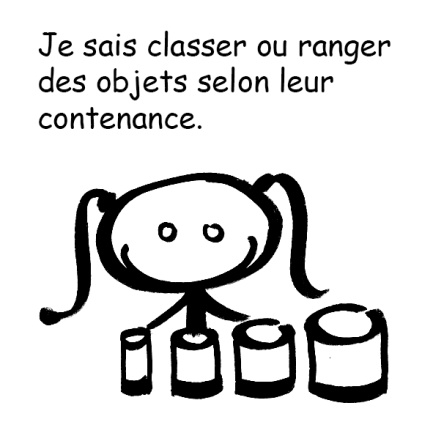 Je sais classer ou ranger
des objets selon leur
contenance.